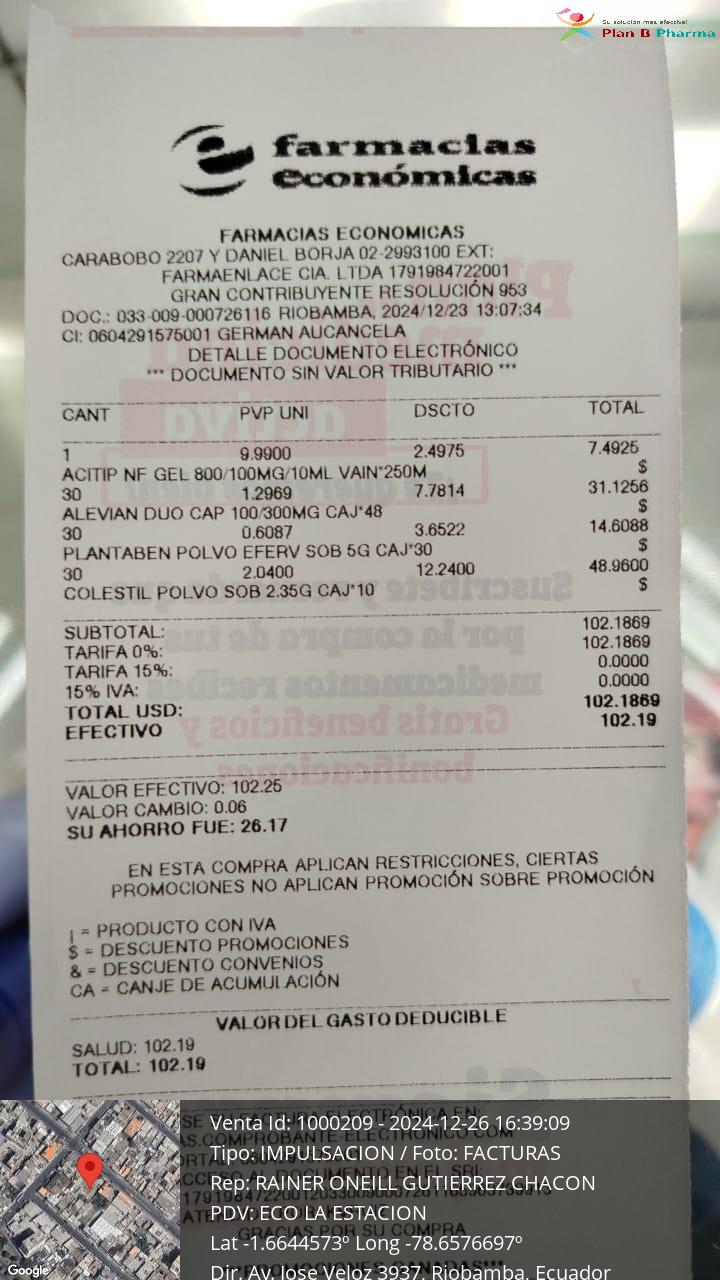 Su solución mas efectiva!
Plan B Pharma
farmacias
económicas
FARMACIAS ECONOMICAS
CARABOBO 2207 Y DANIEL BORJA 02-2993100 EXT:
FARMAENLACE CIA. LTDA 1791984722001
GRAN CONTRIBUYENTE RESOLUCIÓN 953
DOC.: 033-009-000726116 RIOBAMBA, 2024/12/23 13:07:34
CI: 0604291575001 GERMAN AUCANCELA
DETALLE DOCUMENTO ELECTRÓNICO
*** DOCUMENTO SIN VALOR TRIBUTARIO ***
CANT PVP UNI DSCTO TOTAL
1 9.9900 2.4975 7.4925
ACITIP NF GEL 800/100MG/10ML VAIN*250M $
30 1.2969 7.7814 31.1256
ALEVIAN DUO CAP 100/300MG CAJ*48 $
30 0.6087 3.6522 14.6088
PLANTABEN POLVO EFERV SOB 5G CAJ*30 $
30 2.0400 12.2400 48.9600
COLESTIL POLVO SOB 2.35G CAJ*10 $
SUBTOTAL: 102.1869
TARIFA 0%: 102.1869
TARIFA 15%: 0.0000
15% IVA: 0.0000
TOTAL USD: 102.1869
EFECTIVO 102.19
VALOR EFECTIVO: 102.25
VALOR CAMBIO: 0.06
SU AHORRO FUE: 26.17
EN ESTA COMPRA APLICAN RESTRICCIONES, CIERTAS
PROMOCIONES NO APLICAN PROMOCIÓN SOBRE PROMOCIÓN
| = PRODUCTO CON IVA
$ = DESCUENTO PROMOCIONES
& = DESCUENTO CONVENIOS
CA = CANJE DE ACUMULACIÓN
VALOR DEL GASTO DEDUCIBLE
SALUD: 102.19
TOTAL: 102.19
Venta Id: 1000209 - 2024-12-26 16:39:09
Tipo: IMPULSACION / Foto: FACTURAS
Rep: RAINER ONEILL GUTIERREZ CHACON
PDV: ECO LA ESTACION
GRACIAS POR SU COMPRA
Lat -1.6644573º Long -78.6576697º
Dir. Av. Jose Veloz 3937, Riobamba, Ecuador
Google